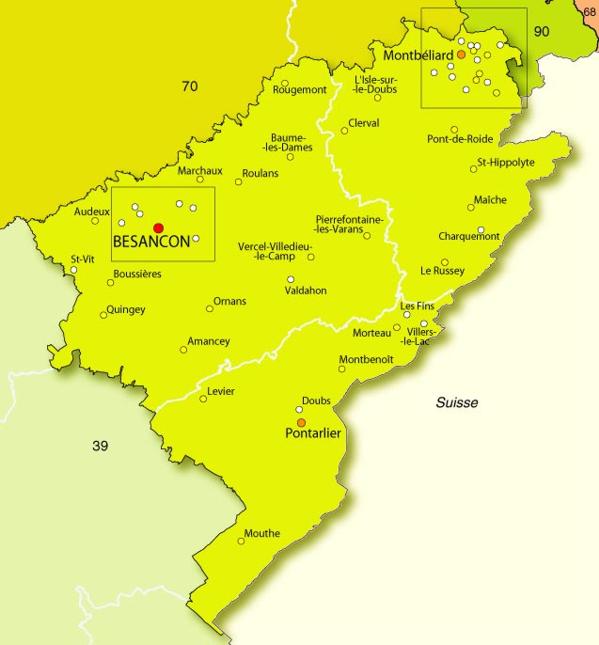 68
90
Montbéliard
70
L'Isle-sur-
-le-Doubs
Rougemont
Clerval
Pont-de-Roide
Baume-
-les-Dames
St-Hippolyte
Marchaux
Roulans
Maîche
Audeux
Pierrefontaine-
-les-Varans
Charquemont
BESANCON
Vercel-Villedieu-
-le-Camp
St-Vit
Le Russey
Boussières
Valdahon
Ornans
Les Fins
Quingey
Morteau
Villers-
-le-Lac
Amancey
Montbenoît
Levier
Doubs
Suisse
Pontarlier
39
Mouthe